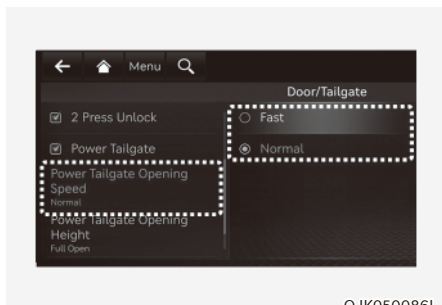 Menu
Door/Tailgate
2 Press Unlock
Power Tailgate
Power Tailgate Opening
Speed
Normal
Power Tailgate Opening
Height
Full Open
Fast
Normal